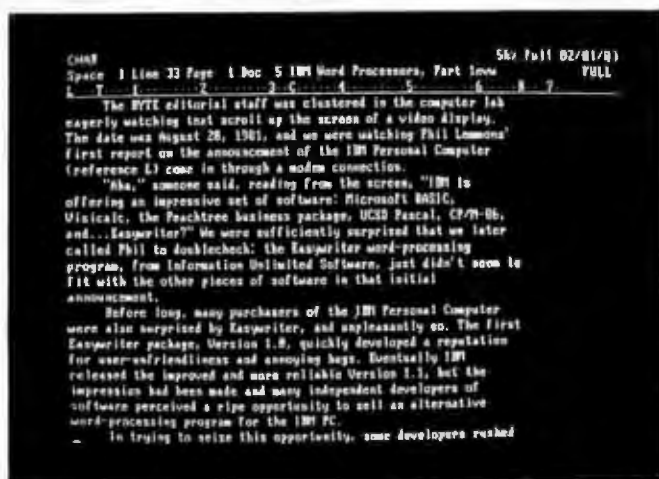 CHAR 56% Full 02/01/83
Space 1 Line 33 Page 1 Doc 5 IBM Word Processors, Part FULL
L T 1 2 3 C 4 5 6 R 7
The BYTE editorial staff was clustered in the computer lab
eagerly watching text scroll up the screen of a video display.
The date was August 28, 1981, and we were watching Phil Lemmons'
first report on the announcement of the IBM Personal Computer
(reference 1) come in through a modem connection.
"Aha," someone said, reading from the screen, "IBM is
offering an impressive set of software: Microsoft BASIC,
Visicalc, the Peachtree business package, UCSD Pascal, CP/M-86,
and...Easywriter?" We were sufficiently surprised that we later
called Phil to doublecheck: the Easywriter word-processing
program, from Information Unlimited Software, just didn't seem to
fit with the other pieces of software in that initial
announcement.
Before long, many purchasers of the IBM Personal Computer
were also surprised by Easywriter, and unpleasantly so. The first
Easywriter package, Version 1.0, quickly developed a reputation
for user-unfriendliness and annoying bugs. Eventually IBM
released the improved and more reliable Version 1.1, but the
impression had been made and many independent developers of
software perceived a ripe opportunity to sell an alternative
word-processing program for the IBM PC.
In trying to seize this opportunity, some developers rushed